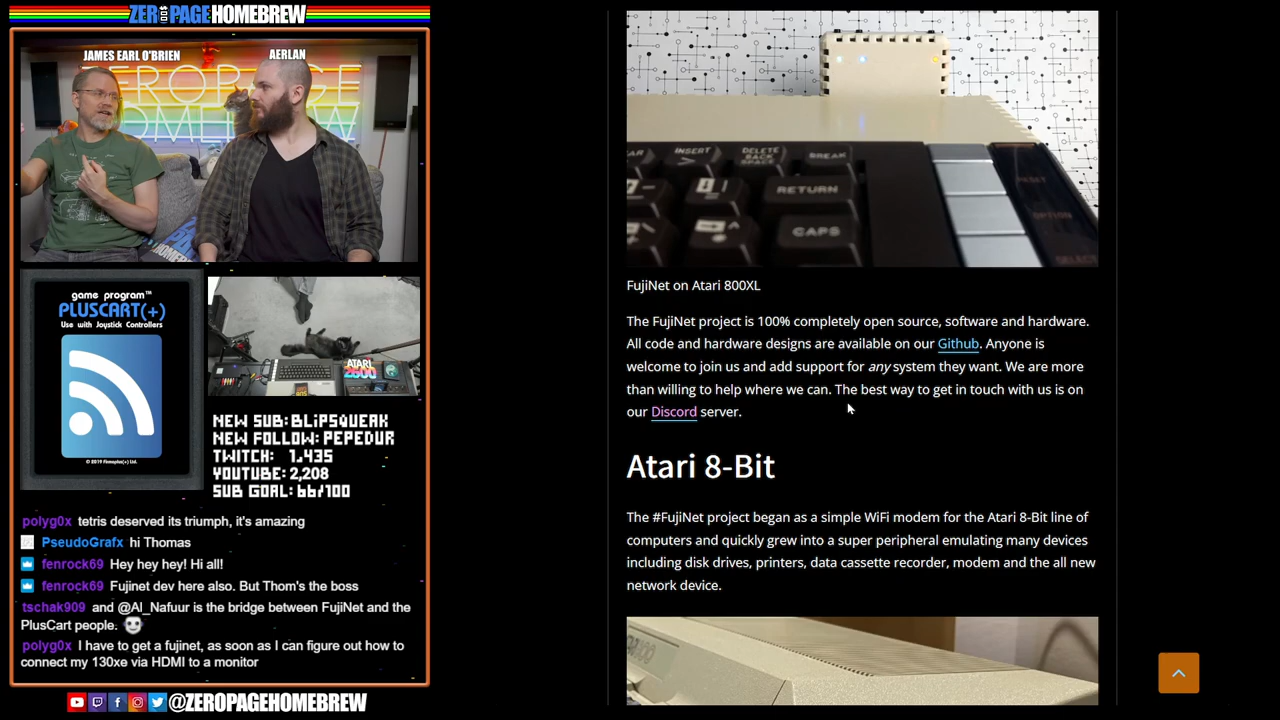 ZEROPAGE HOMEBREW
JAMES EARL O'BRIEN
AERLAN
ZEROPAGE
HOMEBREW
game program™
PLUSCART(+)
Use with Joystick Controllers
ATARI
2600
NEW SUB: BLIPSQUEAK
NEW FOLLOW: PEPEDUR
TWITCH: 1,435
YOUTUBE: 2,208
SUB GOAL: 66/100
polyg0x tetris deserved its triumph, it's amazing
PseudoGrafx hi Thomas
fenrock69 Hey hey hey! Hi all!
fenrock69 Fujinet dev here also. But Thom's the boss
tschak909 and @Al_Nafuur is the bridge between FujiNet and the
PlusCart people.
polyg0x I have to get a fujinet, as soon as I can figure out how to
connect my 130xe via HDMI to a monitor
@ZEROPAGEHOMEBREW
INSERT
DELETE
BACK
SPACE
BREAK
RETURN
CAPS
RESET
OPTION
SELECT
FujiNet on Atari 800XL
The FujiNet project is 100% completely open source, software and hardware.
All code and hardware designs are available on our Github. Anyone is
welcome to join us and add support for any system they want. We are more
than willing to help where we can. The best way to get in touch with us is on
our Discord server.
Atari 8-Bit
The #FujiNet project began as a simple WiFi modem for the Atari 8-Bit line of
computers and quickly grew into a super peripheral emulating many devices
including disk drives, printers, data cassette recorder, modem and the all new
network device.